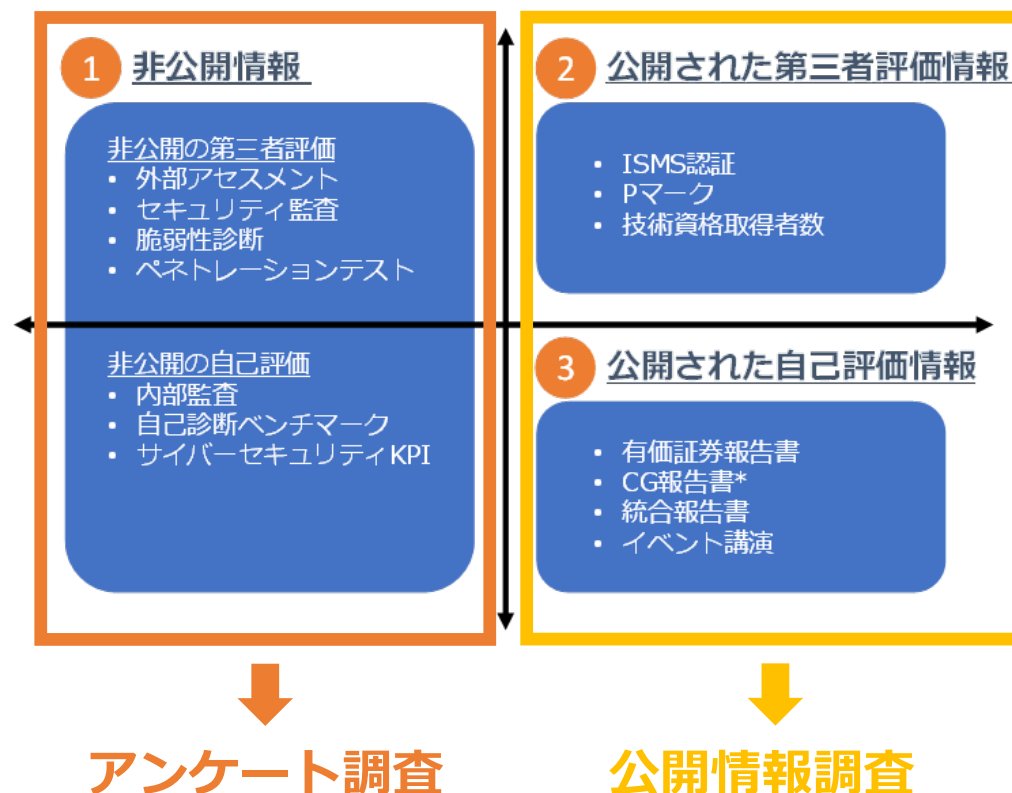 1 非公開情報
非公開の第三者評価
• 外部アセスメント
• セキュリティ監査
• 脆弱性診断
• ペネトレーションテスト
非公開の自己評価
• 内部監査
• 自己診断ベンチマーク
• サイバーセキュリティKPI
2 公開された第三者評価情報
• ISMS認証
• Pマーク
• 技術資格取得者数
3 公開された自己評価情報
• 有価証券報告書
• CG報告書*
• 統合報告書
• イベント講演
アンケート調査
公開情報調査